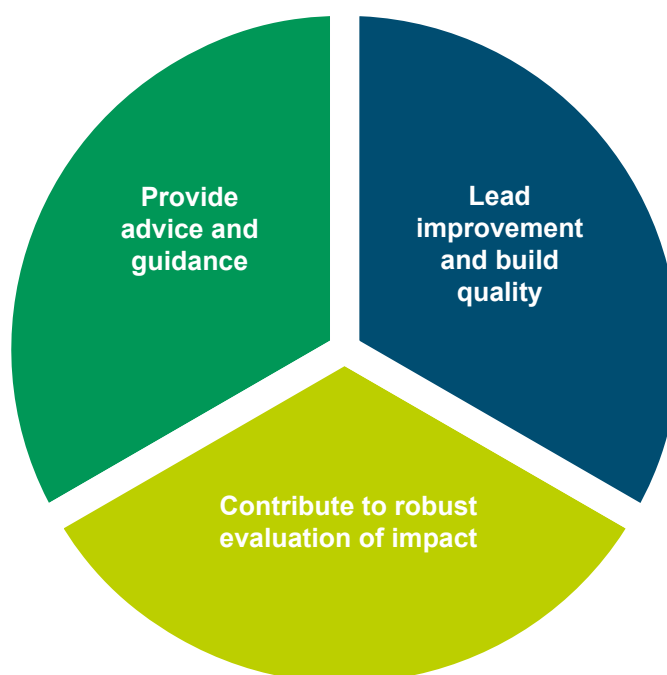 Provide
advice and
guidance
Lead
improvement
and build
quality
Contribute to robust
evaluation of impact